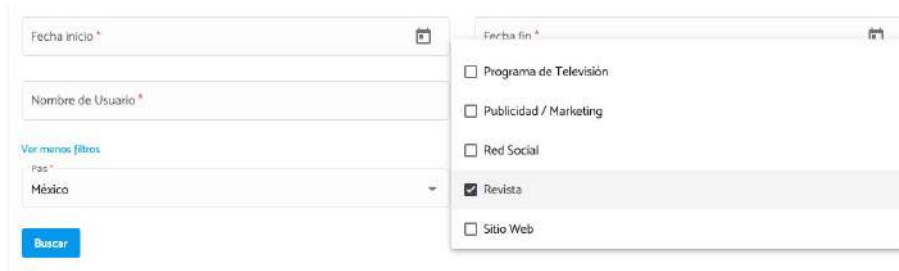 Fecha inicio *
Fecha fin *
Programa de Televisión
Nombre de Usuario *
Publicidad / Marketing
Ver menos filtros
Red Social
País *
México
Revista
Buscar
Sitio Web